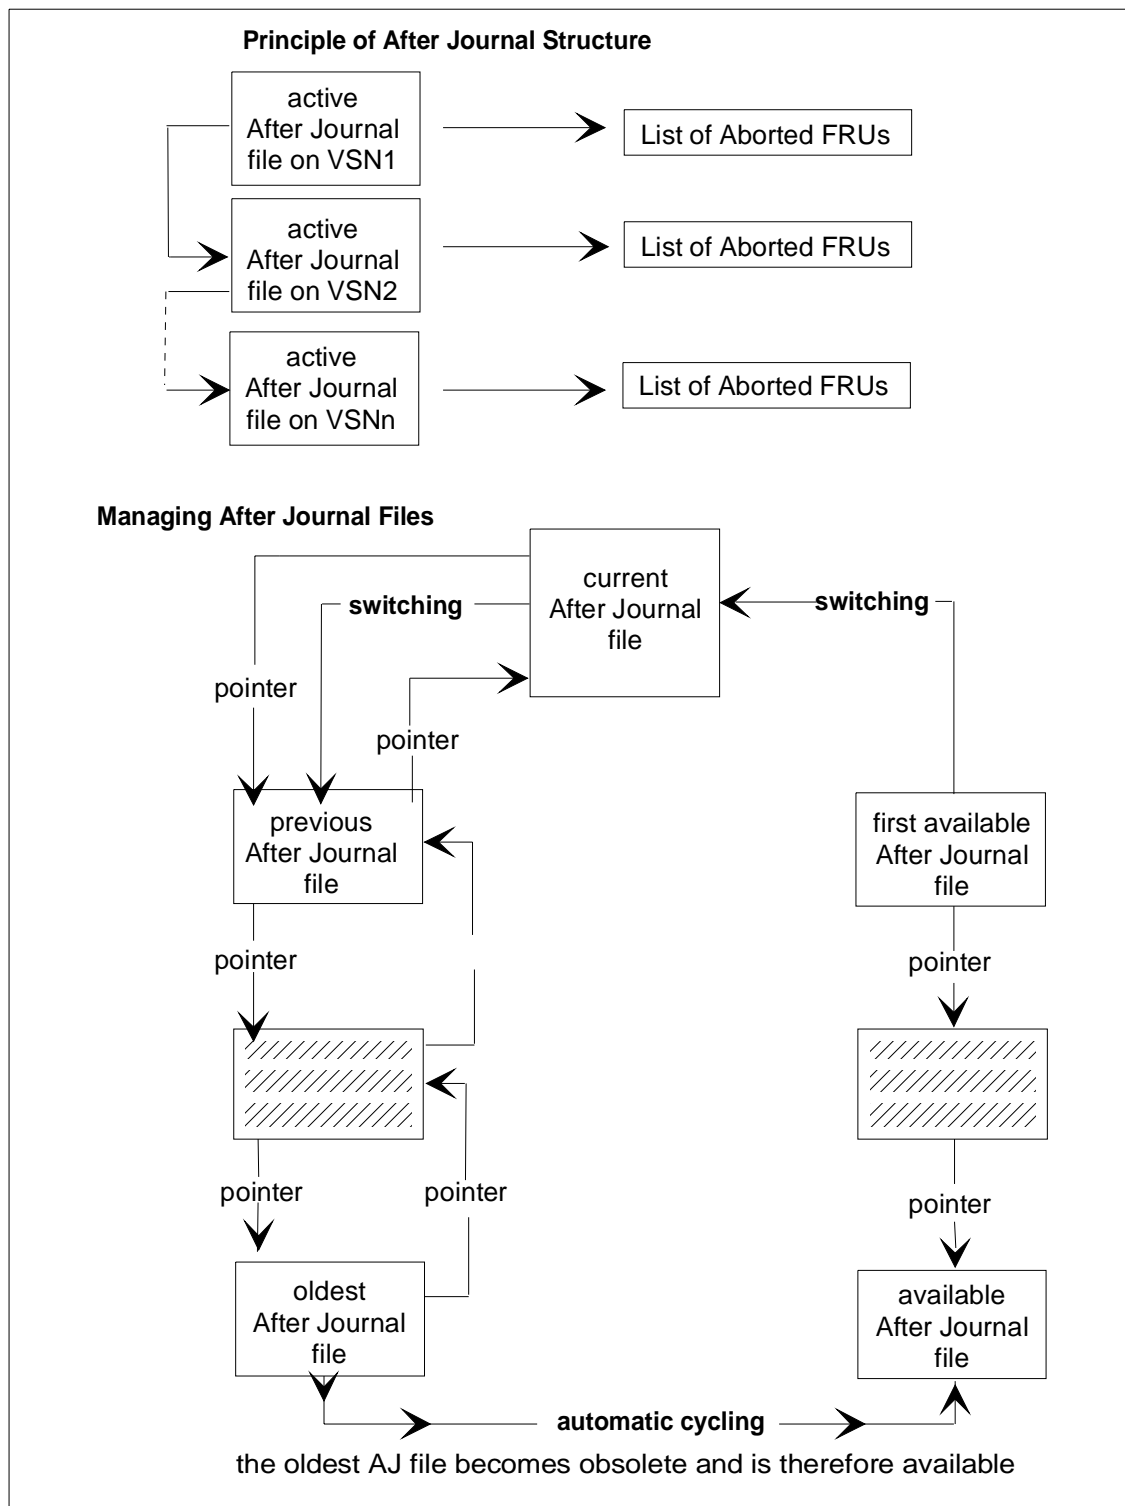 Principle of After Journal Structure
active
After Journal
file on VSN1
List of Aborted FRUs
active
After Journal
file on VSN2
List of Aborted FRUs
active
After Journal
file on VSNn
List of Aborted FRUs
Managing After Journal Files
current
After Journal
file
switching
switching
pointer
pointer
previous
After Journal
file
first available
After Journal
file
pointer
pointer
pointer
pointer
pointer
oldest
After Journal
file
available
After Journal
file
automatic cycling
the oldest AJ file becomes obsolete and is therefore available